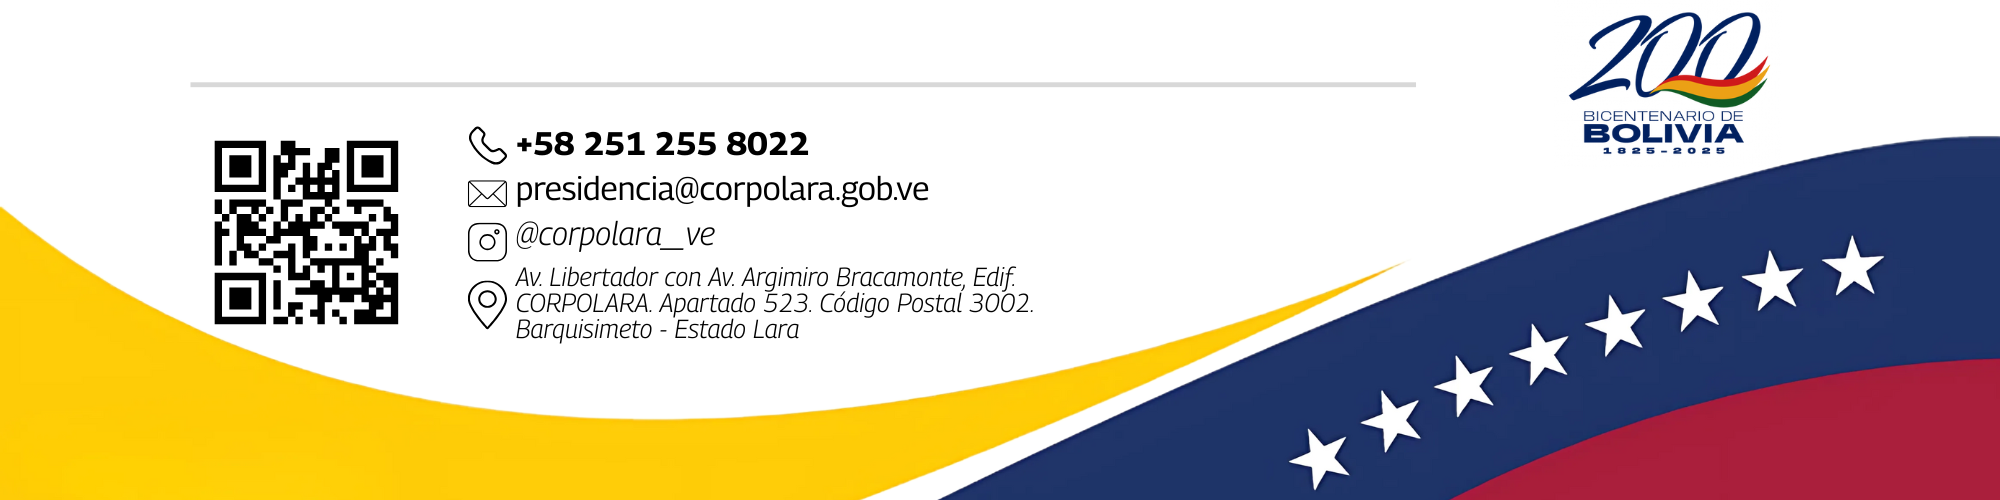 200
BICENTENARIO DE
BOLIVIA
1825-2025
+58 251 255 8022
presidencia@corpolara.gob.ve
@corpolara__ve
Av. Libertador con Av. Argimiro Bracamonte, Edif.
CORPOLARA. Apartado 523. Código Postal 3002.
Barquisimeto - Estado Lara